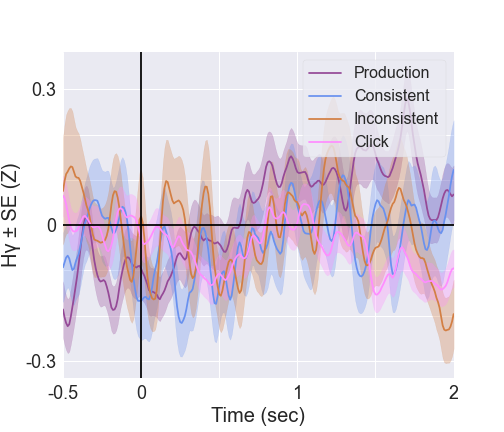 Production
Consistent
Inconsistent
Click
0.3
0
-0.3
Hγ ± SE (Z)
-0.5
0
1
2
Time (sec)